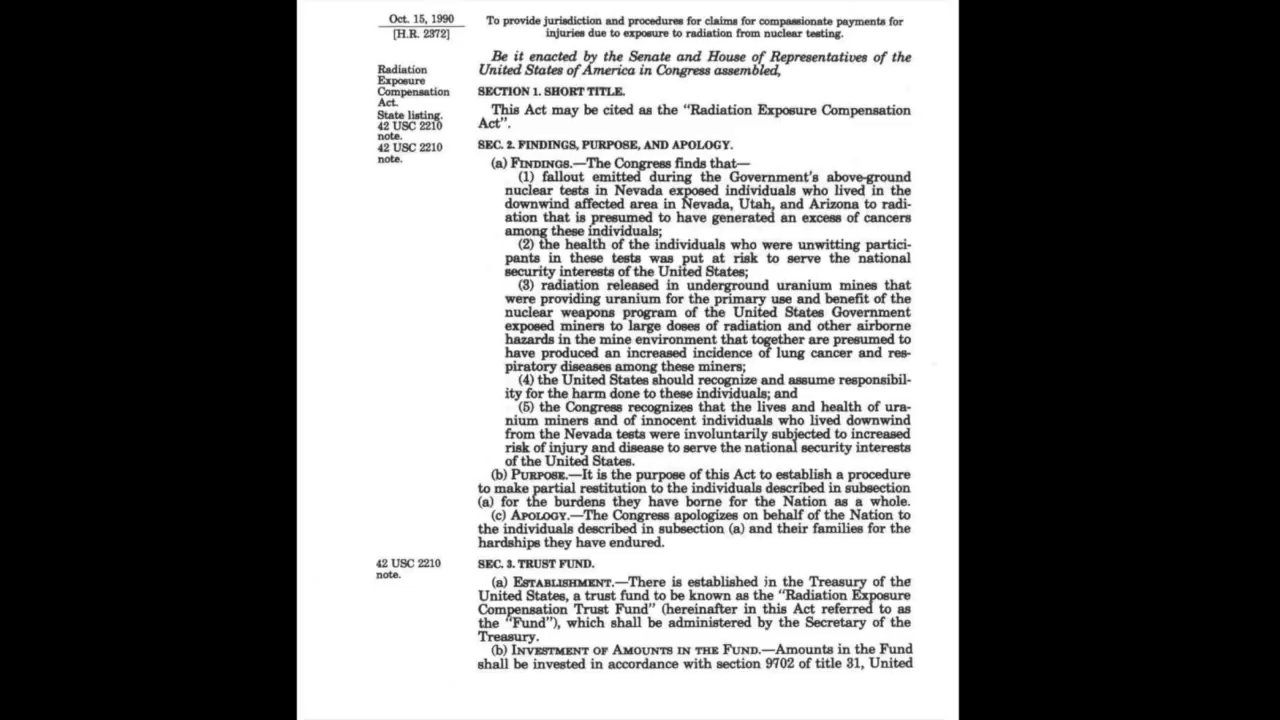 Oct. 15, 1990
[H.R. 2372]
To provide jurisdiction and procedures for claims for compassionate payments for
injuries due to exposure to radiation from nuclear testing.
Be it enacted by the Senate and House of Representatives of the
United States of America in Congress assembled,
Radiation
Exposure
Compensation
Act.
State listing.
42 USC 2210
note.
42 USC 2210
note.
SECTION 1. SHORT TITLE.
This Act may be cited as the “Radiation Exposure Compensation
Act”.
SEC. 2. FINDINGS, PURPOSE, AND APOLOGY.
(a) FINDINGS.—The Congress finds that—
(1) fallout emitted during the Government's above-ground
nuclear tests in Nevada exposed individuals who lived in the
downwind affected area in Nevada, Utah, and Arizona to radi-
ation that is presumed to have generated an excess of cancers
among these individuals;
(2) the health of the individuals who were unwitting partici-
pants in these tests was put at risk to serve the national
security interests of the United States;
(3) radiation released in underground uranium mines that
were providing uranium for the primary use and benefit of the
nuclear weapons program of the United States Government
exposed miners to large doses of radiation and other airborne
hazards in the mine environment that together are presumed to
have produced an increased incidence of lung cancer and res-
piratory diseases among these miners;
(4) the United States should recognize and assume responsibil-
ity for the harm done to these individuals; and
(5) the Congress recognizes that the lives and health of ura-
nium miners and of innocent individuals who lived downwind
from the Nevada tests were involuntarily subjected to increased
risk of injury and disease to serve the national security interests
of the United States.
(b) PURPOSE.—It is the purpose of this Act to establish a procedure
to make partial restitution to the individuals described in subsection
(a) for the burdens they have borne for the Nation as a whole.
(c) APOLOGY.—The Congress apologizes on behalf of the Nation to
the individuals described in subsection (a) and their families for the
hardships they have endured.
42 USC 2210
note.
SEC. 3. TRUST FUND.
(a) ESTABLISHMENT.—There is established in the Treasury of the
United States, a trust fund to be known as the “Radiation Exposure
Compensation Trust Fund” (hereinafter in this Act referred to as
the “Fund”), which shall be administered by the Secretary of the
Treasury.
(b) INVESTMENT OF AMOUNTS IN THE FUND.—Amounts in the Fund
shall be invested in accordance with section 9702 of title 31, United